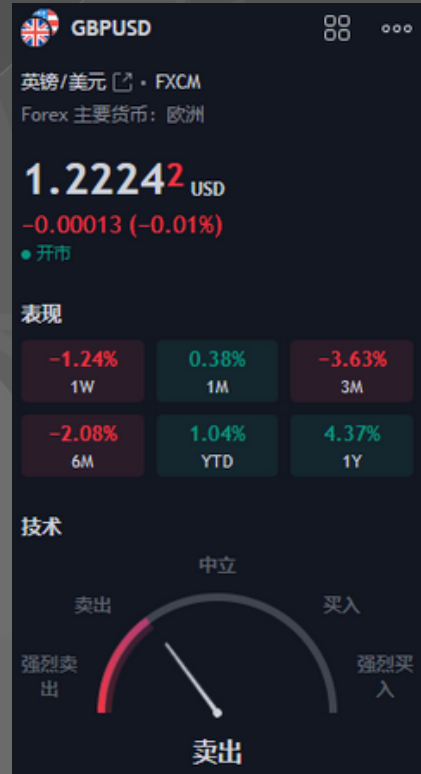 GBPUSD
英镑/美元 • FXCM
Forex 主要货币：欧洲
1.22242 USD
−0.00013 (−0.01%)
开市
表现
−1.24% 0.38% −3.63%
1W 1M 3M
−2.08% 1.04% 4.37%
6M YTD 1Y
技术
中立
卖出 买入
强烈卖出 强烈买入
卖出